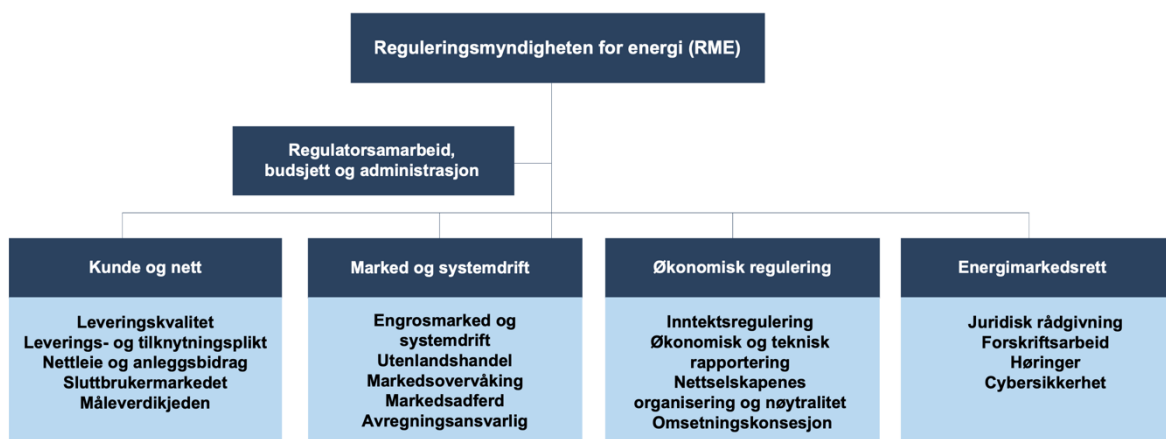 Reguleringsmyndigheten for energi (RME)
Regulatorsamarbeid,
budsjett og administrasjon
Kunde og nett
Leveringskvalitet
Leverings- og tilknytningsplikt
Nettleie og anleggsbidrag
Sluttbrukermarkedet
Måleverdikjeden
Marked og systemdrift
Engrosmarked og
systemdrift
Utenlandshandel
Markedsovervåking
Markedsadferd
Avregningsansvarlig
Økonomisk regulering
Inntektsregulering
Økonomisk og teknisk
rapportering
Nettselskapenes
organisering og nøytralitet
Omsetningskonsesjon
Energimarkedsrett
Juridisk rådgivning
Forskriftsarbeid
Høringer
Cybersikkerhet